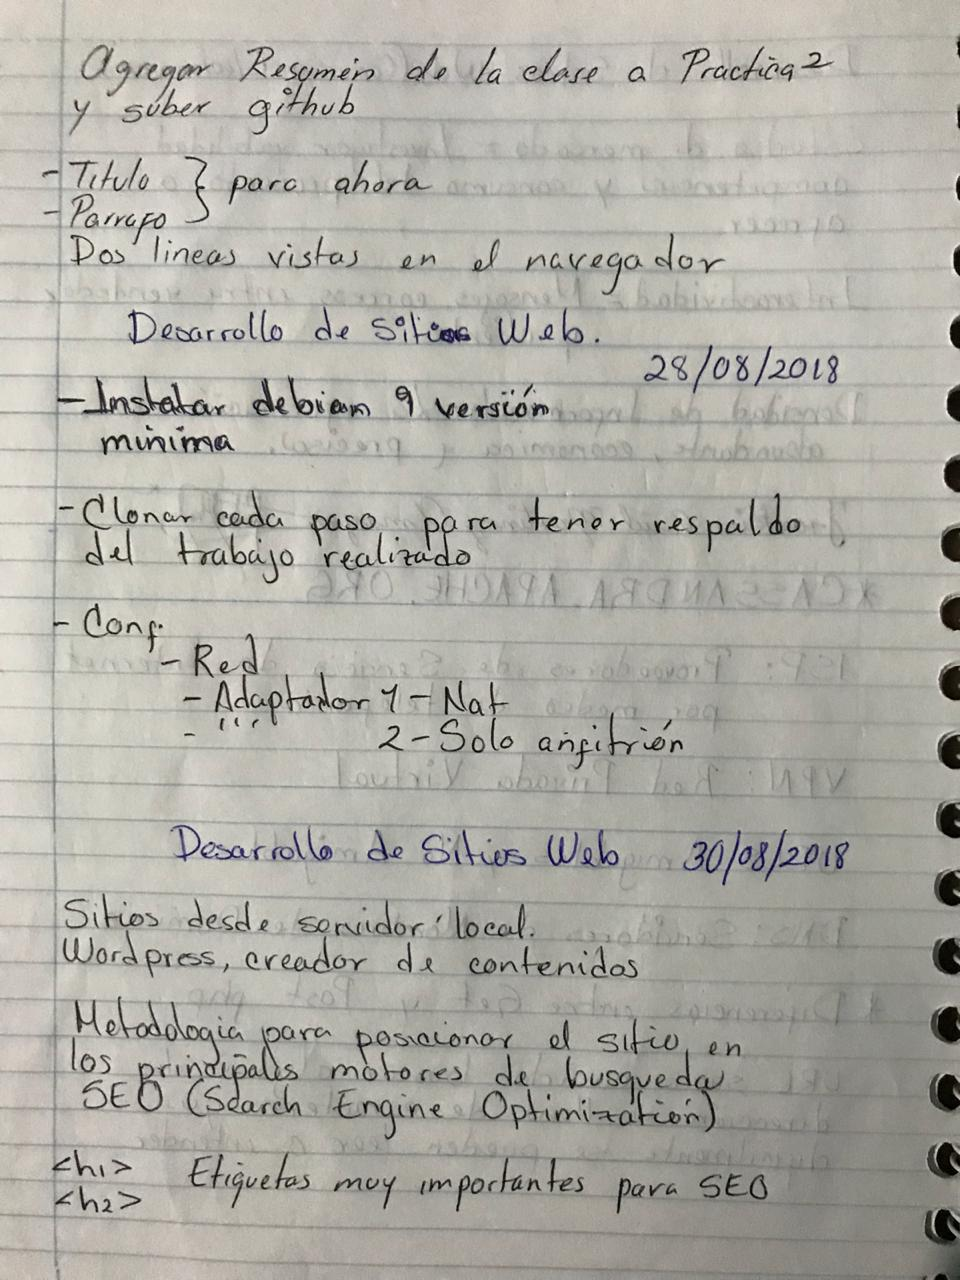 Agregar Resumén de la clase a Practica 2
y súber github
- Titulo } para ahora
- Parrafo
Dos lineas vistas en el navegador
Desarrollo de Sitios Web.
28/08/2018
- Instalar debian 9 versión
minima
- Clonar cada paso para tener respaldo
del trabajo realizado
- Conf.
- Red
- Adaptador 1 - Nat
- ''' 2 - Solo anfitrión
Desarrollo de Sitios Web 30/08/2018
Sitios desde servidor local.
Wordpress, creador de contenidos
Metodologia para posicionar el sitio en
los principales motores de busqueda
SEO (Search Engine Optimization)
<h1> Etiquetas muy importantes para SEO
<h2>